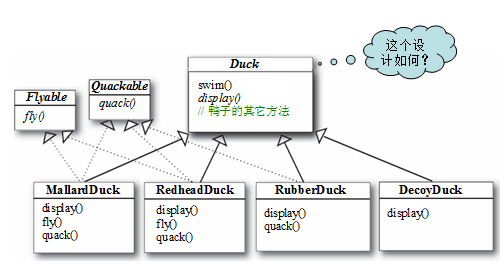 Duck
swim()
display()
// 鸭子的其它方法
这个设
计如何?
Flyable
fly()
Quackable
quack()
MallardDuck
display()
fly()
quack()
RedheadDuck
display()
fly()
quack()
RubberDuck
display()
quack()
DecoyDuck
display()